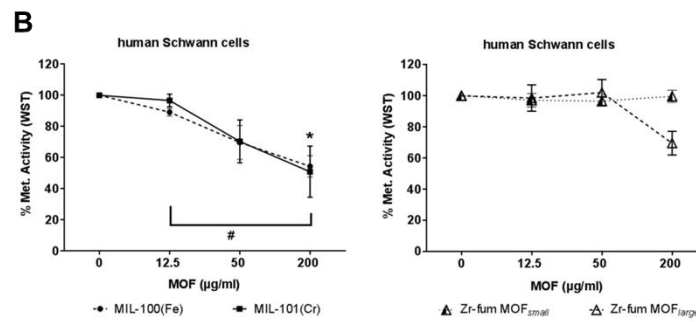 B
human Schwann cells
% Met. Activity (WST)
120
100
80
60
40
20
0
*
#
0 12.5 50 200
MOF (µg/ml)
MIL-100(Fe) MIL-101(Cr)
human Schwann cells
% Met. Activity (WST)
120
100
80
60
40
20
0
0 12.5 50 200
MOF (µg/ml)
Zr-fum MOFsmall Zr-fum MOFlarg